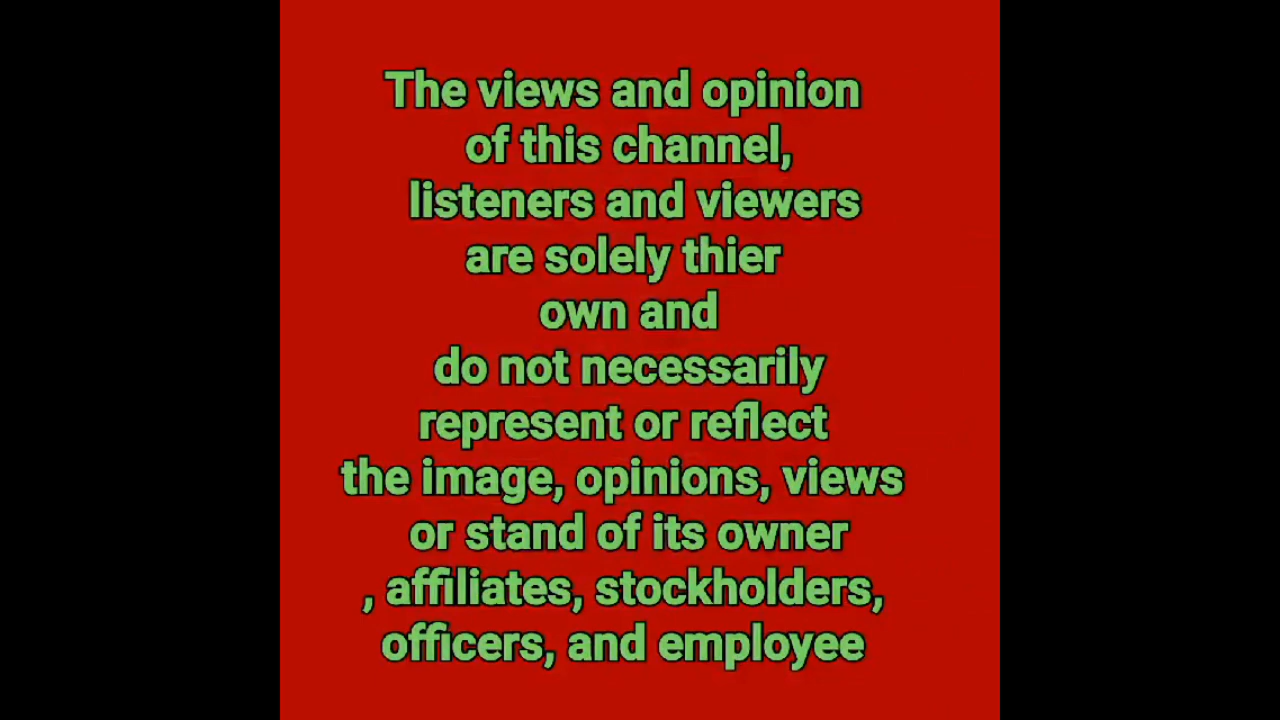 The views and opinion
of this channel,
listeners and viewers
are solely thier
own and
do not necessarily
represent or reflect
the image, opinions, views
or stand of its owner
, affiliates, stockholders,
officers, and employee